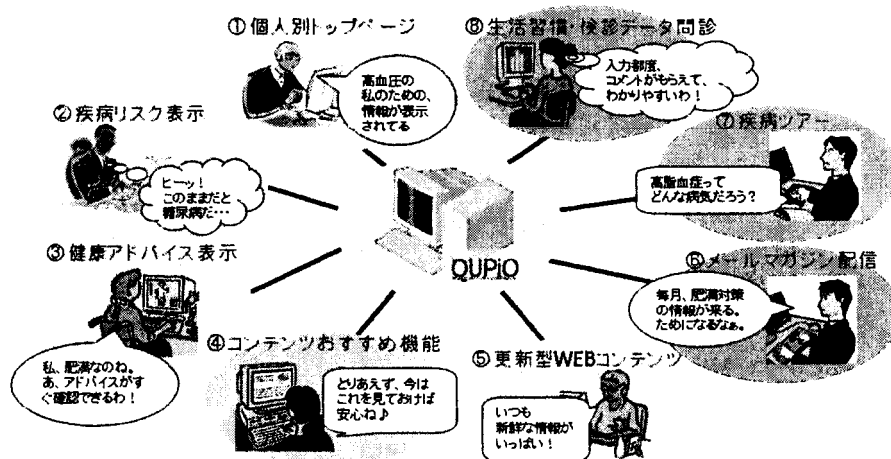 ①個人別トップページ
高血圧の
私のための、
情報が表示
されてる
②疾病リスク表示
ヒーッ!
このままだと
糖尿病だ…
③健康アドバイス表示
私、肥満なのね。
あ、アドバイスがす
ぐ確認できるわ!
④コンテンツおすすめ機能
とりあえず、今は
これを見ておけば
安心ね♪
⑤更新型WEBコンテンツ
いつも
新鮮な情報が
いっぱい!
⑥メールマガジン配信
毎月、肥満対策
の情報が来る。
ためになるなぁ。
⑦疾病ツアー
高脂血症って
どんな病気だろう?
⑧生活習慣・検診データ問診
入力都度、
コメントがもらえて、
わかりやすいわ!
QUPiO